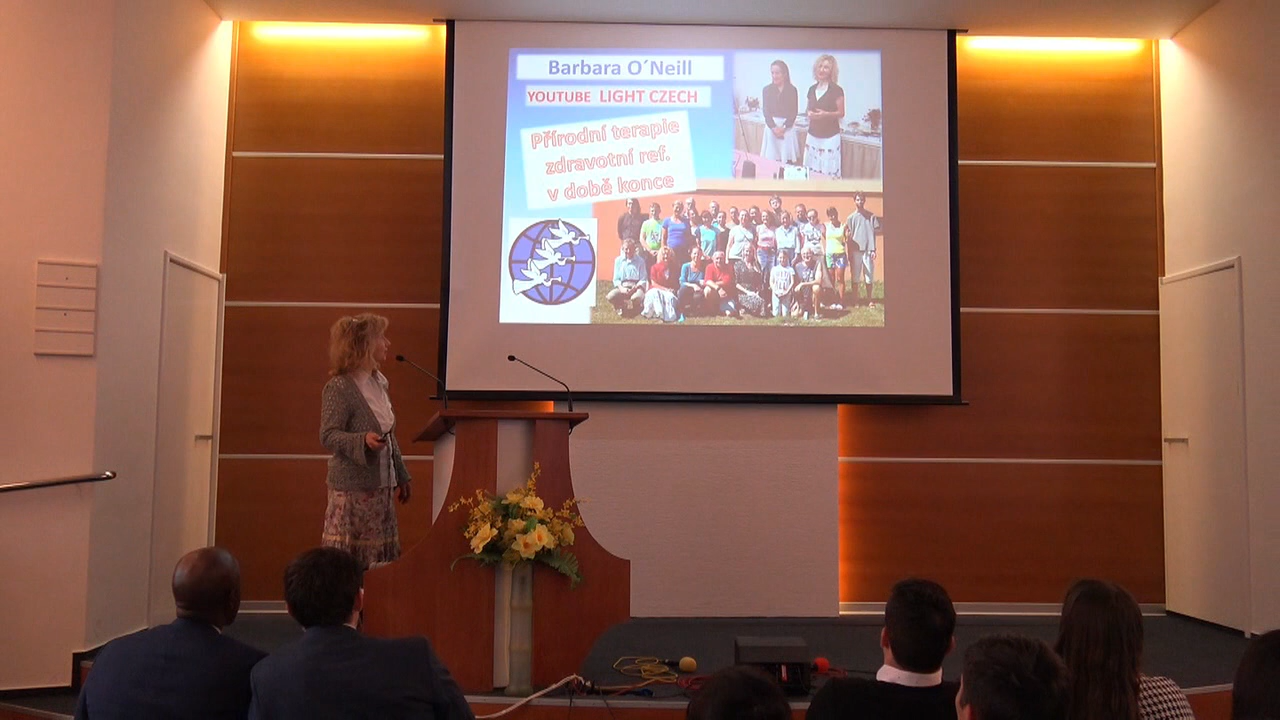 Barbara O´Neill
YOUTUBE LIGHT CZECH
Přírodní terapie
zdravotní ref.
v době konce